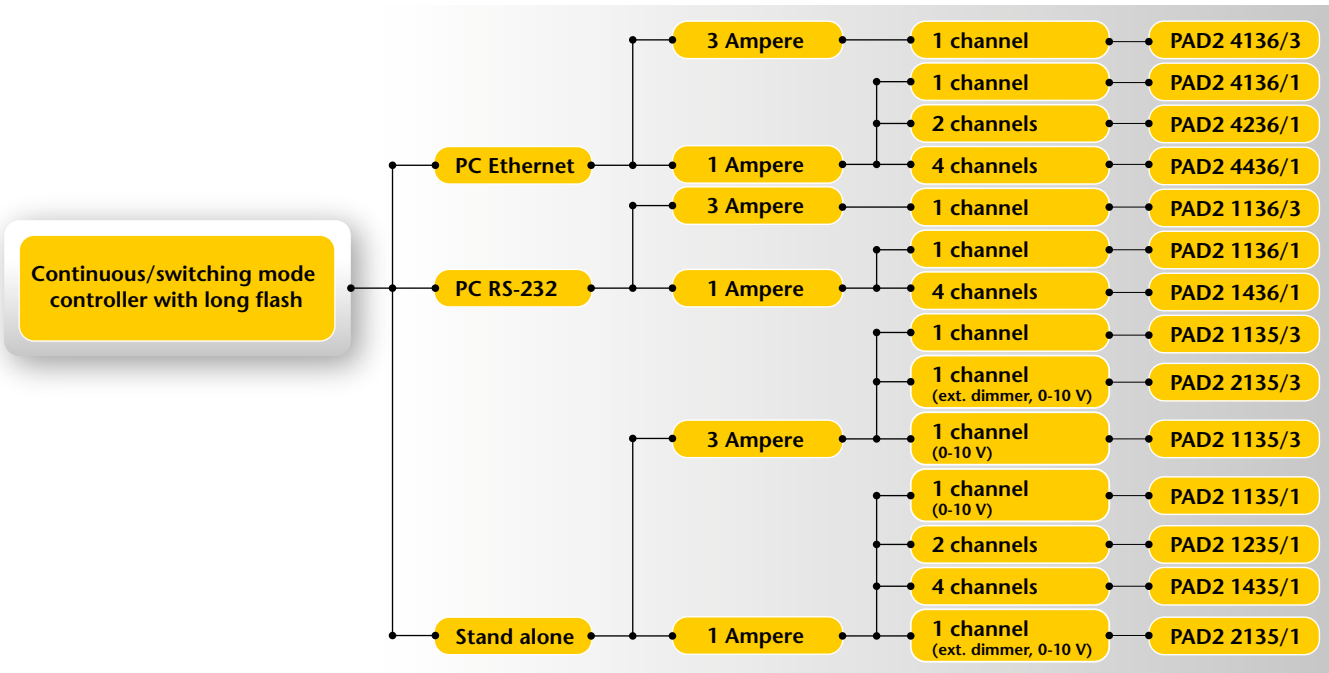 3 Ampere
1 channel
PAD2 4136/3
1 channel
PAD2 4136/1
2 channels
PAD2 4236/1
PC Ethernet
1 Ampere
4 channels
PAD2 4436/1
3 Ampere
1 channel
PAD2 1136/3
1 channel
PAD2 1136/1
Continuous/switching mode
controller with long flash
PC RS-232
1 Ampere
4 channels
PAD2 1436/1
1 channel
PAD2 1135/3
1 channel
(ext. dimmer, 0-10 V)
PAD2 2135/3
3 Ampere
1 channel
(0-10 V)
PAD2 1135/3
1 channel
(0-10 V)
PAD2 1135/1
2 channels
PAD2 1235/1
4 channels
PAD2 1435/1
Stand alone
1 Ampere
1 channel
(ext. dimmer, 0-10 V)
PAD2 2135/1